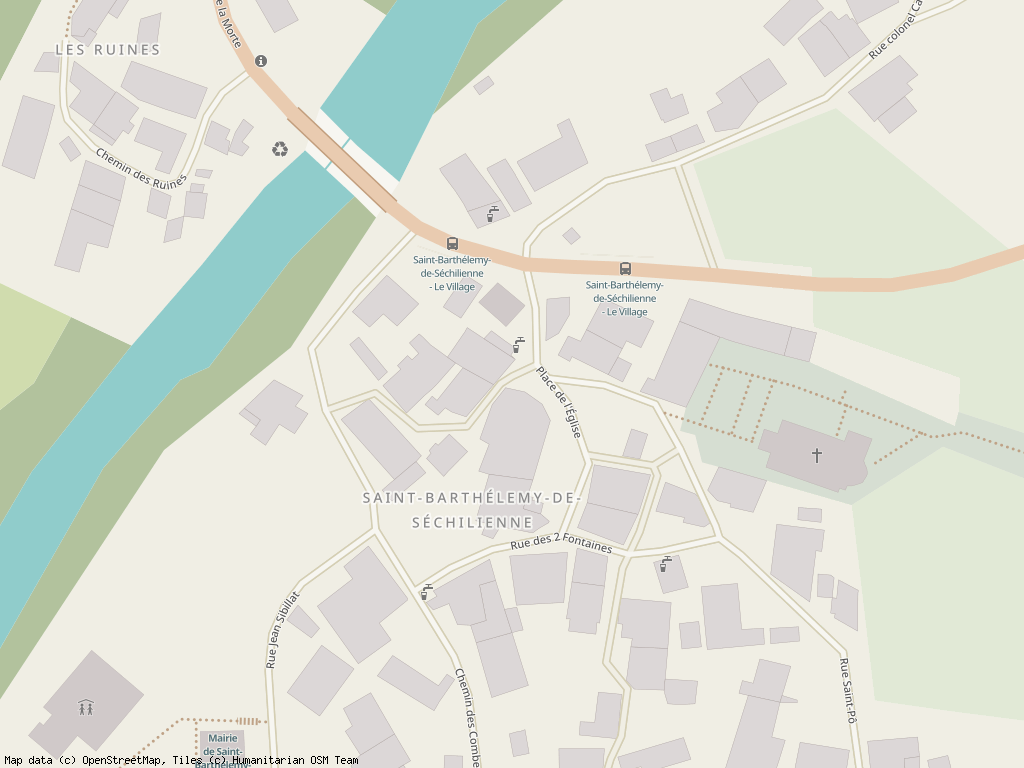 de la Morte
LES RUINES
Rue colonel Ca
Chemin des Ruines
Saint-Barthélemy-
de-Séchilienne
- Le Village
Saint-Barthélemy-
de-Séchilienne
- Le Village
Place de l'Église
SAINT-BARTHÉLEMY-DE-
SÉCHILIENNE
Rue des 2 Fontaines
Rue Jean Sibillat
Chemin des Combe
Rue Saint-Pô
Mairie
de Saint-
Barthélemy-
Map data (c) OpenStreetMap, Tiles (c) Humanitarian OSM Team